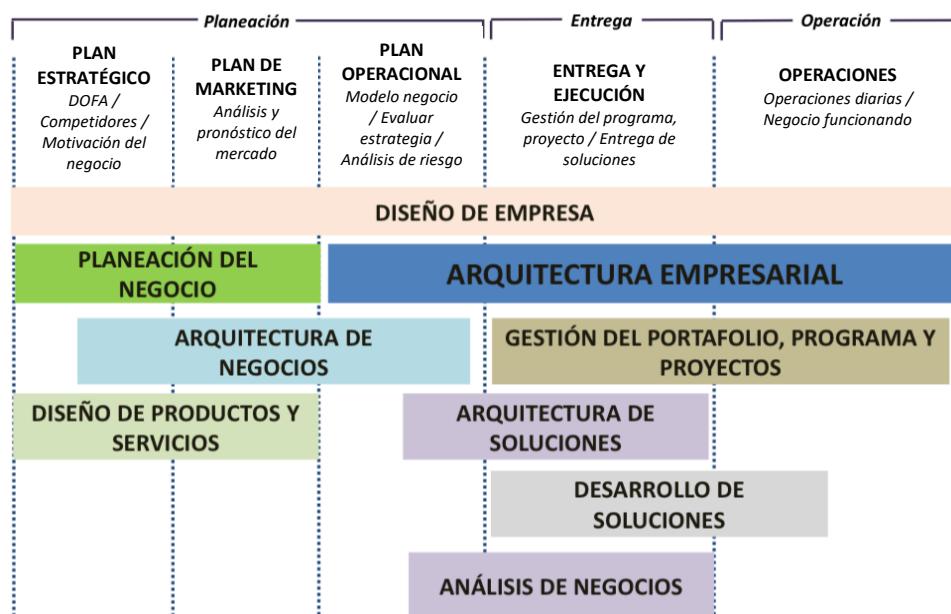 Planeación
Entrega
Operación
PLAN
ESTRATÉGICO
DOFA /
Competidores /
Motivación del
negocio
PLAN DE
MARKETING
Análisis y
pronóstico del
mercado
PLAN
OPERACIONAL
Modelo negocio
/ Evaluar
estrategia /
Análisis de riesgo
ENTREGA Y
EJECUCIÓN
Gestión del programa,
proyecto / Entrega de
soluciones
OPERACIONES
Operaciones diarias /
Negocio funcionando
DISEÑO DE EMPRESA
PLANEACIÓN DEL
NEGOCIO
ARQUITECTURA EMPRESARIAL
ARQUITECTURA DE
NEGOCIOS
GESTIÓN DEL PORTAFOLIO, PROGRAMA Y
PROYECTOS
DISEÑO DE PRODUCTOS Y
SERVICIOS
ARQUITECTURA DE
SOLUCIONES
DESARROLLO DE
SOLUCIONES
ANÁLISIS DE NEGOCIOS